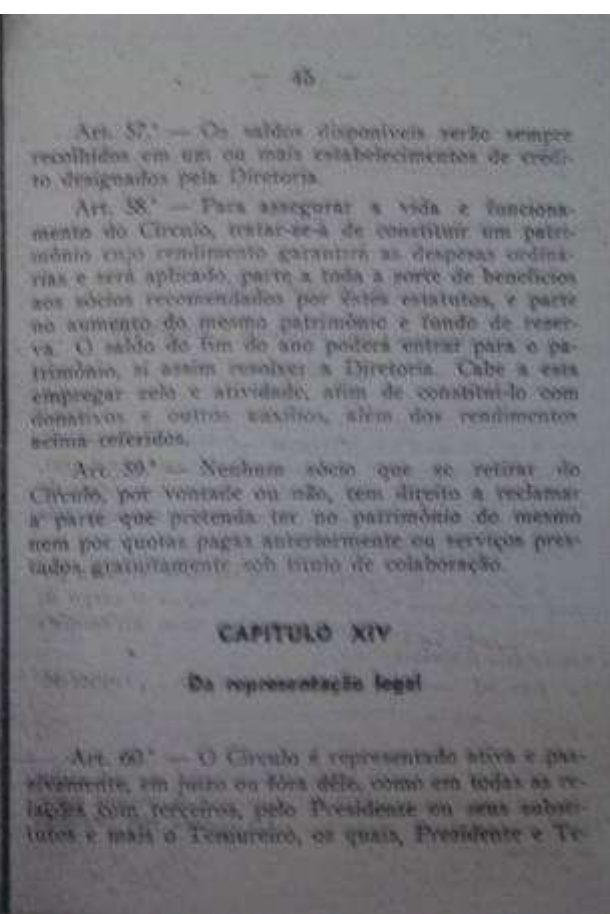 — 45 —
Art. 57.° — Os saldos disponíveis serão sempre
recolhidos em um ou mais estabelecimentos de crédi-
to designados pela Diretoria.
Art. 58.° — Para assegurar a vida e funciona-
mento do Círculo, tratar-se-á de constituir um patri-
mônio cujo rendimento garantirá as despesas ordiná-
rias e será aplicado, parte a toda a sorte de benefícios
aos sócios recomendados por êstes estatutos, e parte
no aumento do mesmo patrimônio e fundo de reser-
va. O saldo do fim do ano poderá entrar para o pa-
trimônio, si assim resolver a Diretoria. Cabe a esta
empregar zelo e atividade, afim de constituí-lo com
donativos e outros auxílios, além dos rendimentos
acima referidos.
Art. 59.° — Nenhum sócio que se retirar do
Círculo, por vontade ou não, tem direito a reclamar
a parte que pretenda ter no patrimônio do mesmo
nem por quotas pagas anteriormente ou serviços pres-
tados gratuitamente sob título de colaboração.
CAPITULO XIV
Da representação legal
Art. 60.° — O Círculo é representado ativa e pas-
sivamente, em juízo ou fóra dêle, como em todas as re-
lações com terceiros, pelo Presidente ou seus substi-
tutos e mais o Tesoureiro, os quais, Presidente e Te-